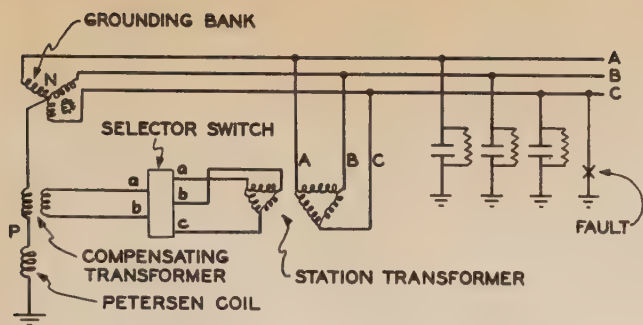 GROUNDING BANK
N
A
B
C
SELECTOR SWITCH
a
b
a
b
c
A
B
C
P
COMPENSATING
TRANSFORMER
PETERSEN COIL
STATION TRANSFORMER
FAULT